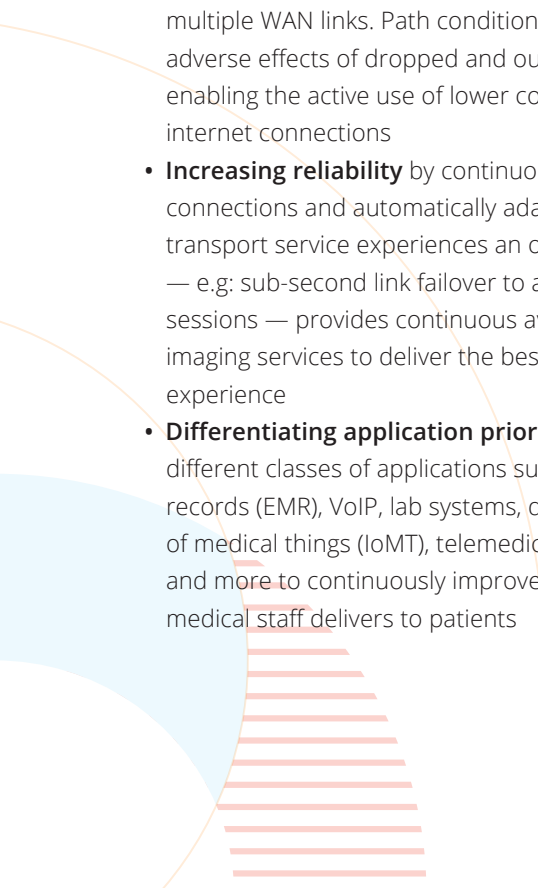 multiple WAN links. Path condition
adverse effects of dropped and ou
enabling the active use of lower co
internet connections
• Increasing reliability by continuo
connections and automatically ada
transport service experiences an o
— e.g: sub-second link failover to a
sessions — provides continuous av
imaging services to deliver the bes
experience
• Differentiating application prior
different classes of applications su
records (EMR), VoIP, lab systems, d
of medical things (IoMT), telemedic
and more to continuously improve
medical staff delivers to patients